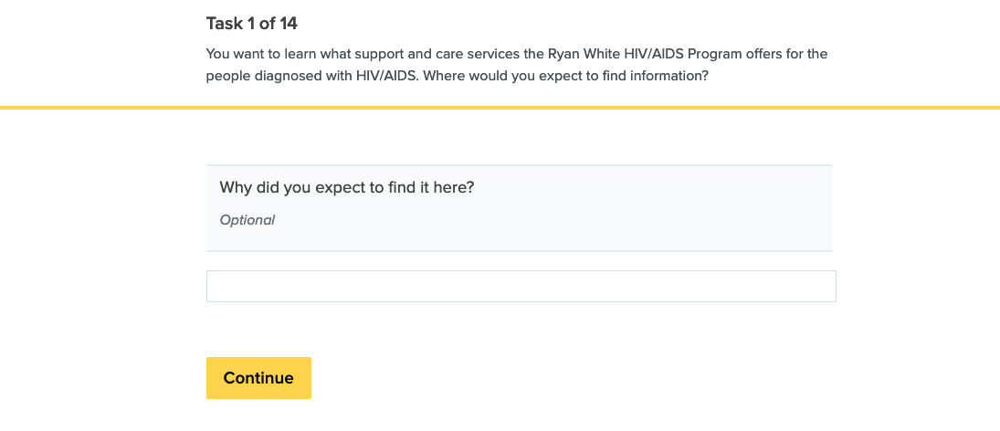 Task 1 of 14
You want to learn what support and care services the Ryan White HIV/AIDS Program offers for the
people diagnosed with HIV/AIDS. Where would you expect to find information?
Why did you expect to find it here?
Optional
Continue